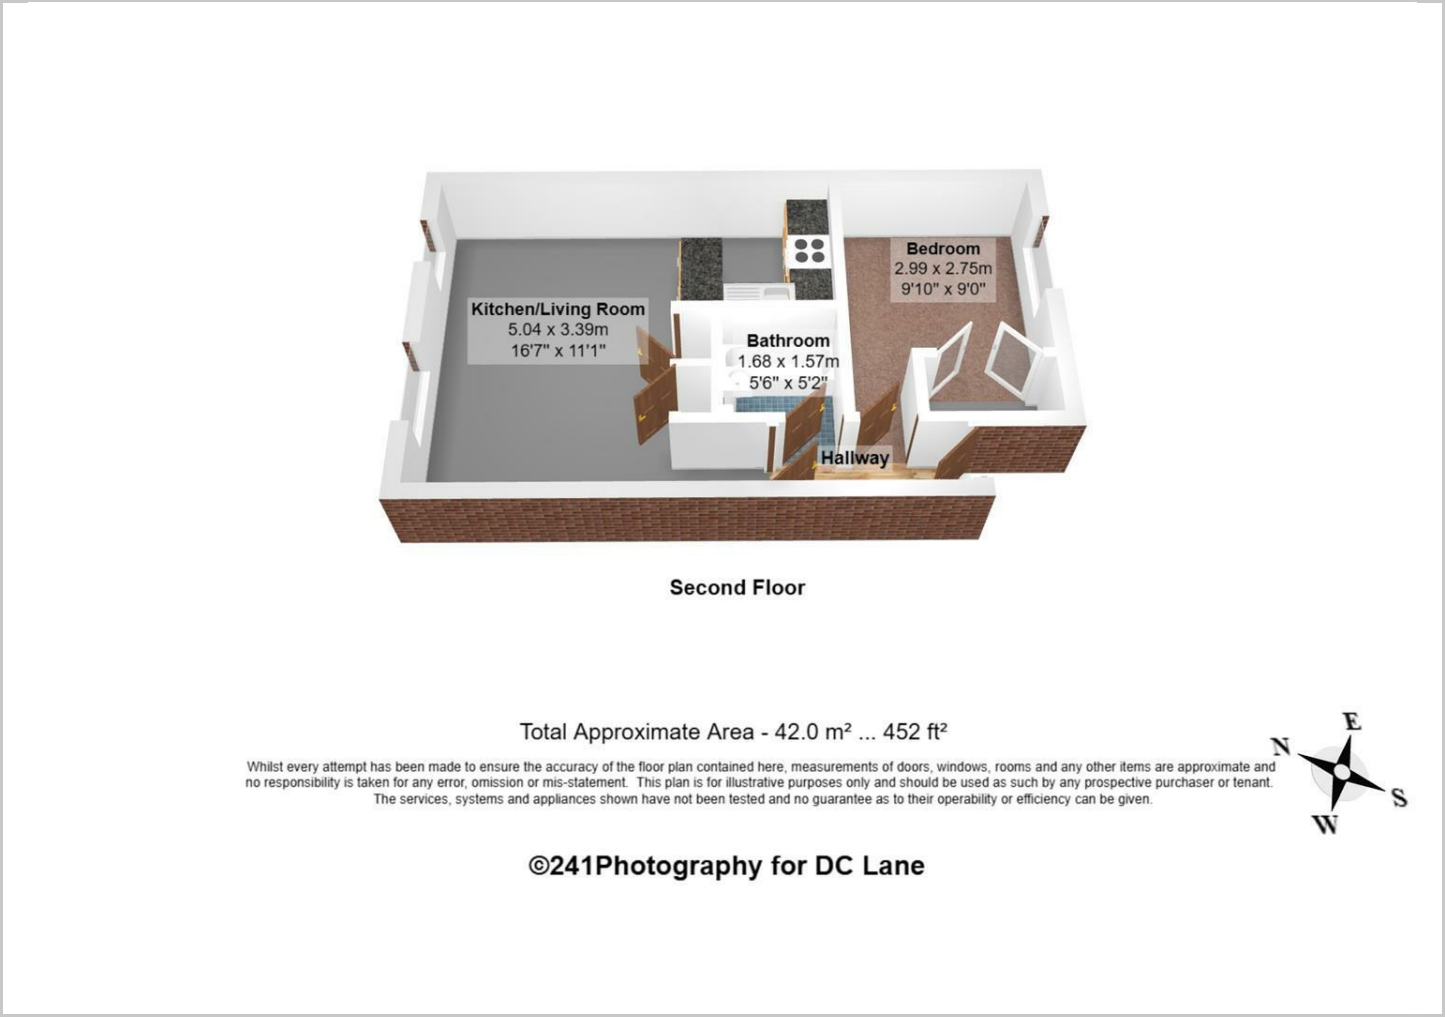 Bedroom
2.99 x 2.75m
9'10" x 9'0"
Kitchen/Living Room
5.04 x 3.39m
16'7" x 11'1"
Bathroom
1.68 x 1.57m
5'6" x 5'2"
Hallway
Second Floor
Total Approximate Area - 42.0 m² ... 452 ft²
Whilst every attempt has been made to ensure the accuracy of the floor plan contained here, measurements of doors, windows, rooms and any other items are approximate and
no responsibility is taken for any error, omission or mis-statement. This plan is for illustrative purposes only and should be used as such by any prospective purchaser or tenant.
The services, systems and appliances shown have not been tested and no guarantee as to their operability or efficiency can be given.
E
N
S
W
©241Photography for DC Lane